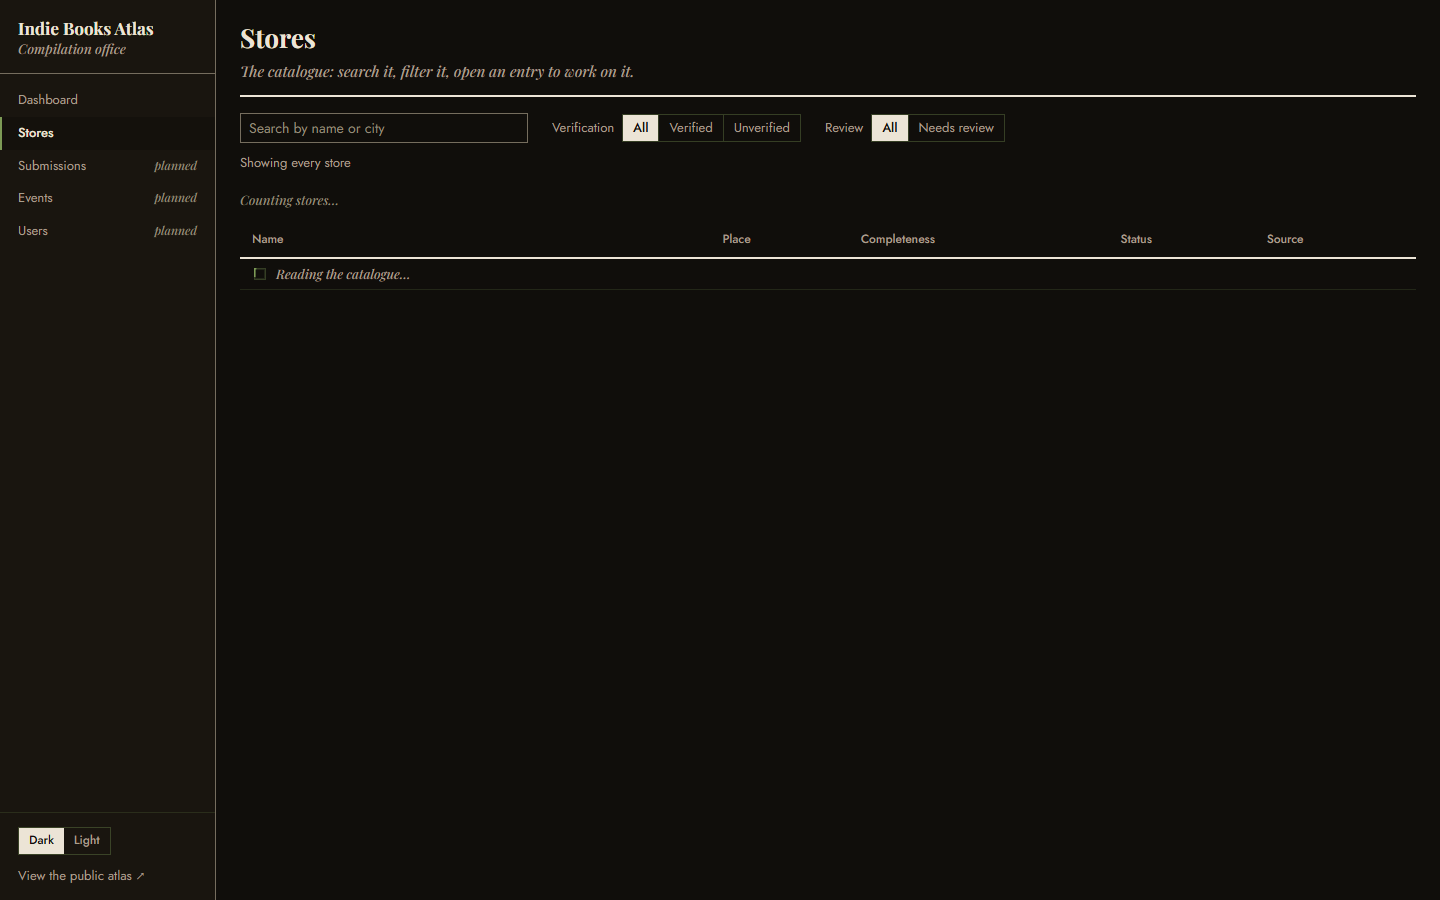 Indie Books Atlas
Compilation office
Dashboard
Stores
Submissions planned
Events planned
Users planned
Dark Light
View the public atlas ↗
Stores
The catalogue: search it, filter it, open an entry to work on it.
Search by name or city Verification All Verified Unverified Review All Needs review
Showing every store
Counting stores...
Name Place Completeness Status Source
Reading the catalogue...